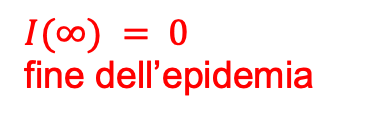 I(∞) = 0
fine dell’epidemia